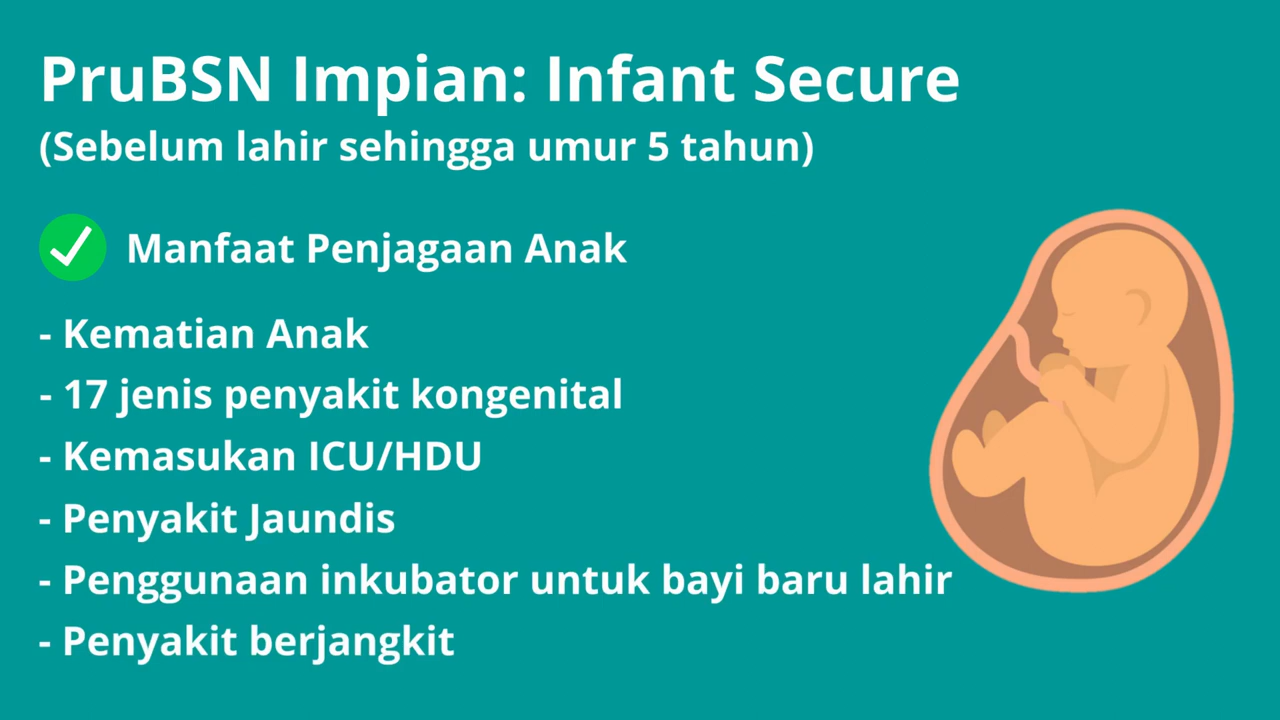 PruBSN Impian: Infant Secure
(Sebelum lahir sehingga umur 5 tahun)
Manfaat Penjagaan Anak
- Kematian Anak
- 17 jenis penyakit kongenital
- Kemasukan ICU/HDU
- Penyakit Jaundis
- Penggunaan inkubator untuk bayi baru lahir
- Penyakit berjangkit